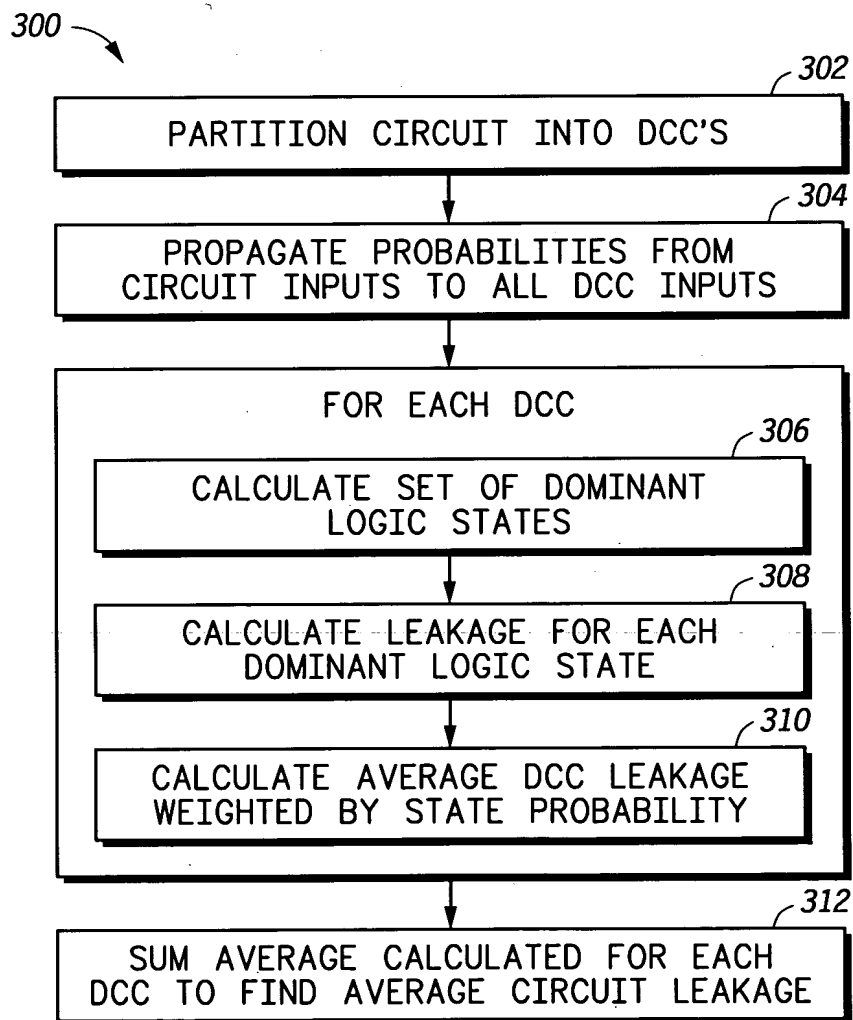 300
302
PARTITION CIRCUIT INTO DCC'S
304
PROPAGATE PROBABILITIES FROM
CIRCUIT INPUTS TO ALL DCC INPUTS
FOR EACH DCC
306
CALCULATE SET OF DOMINANT
LOGIC STATES
308
CALCULATE LEAKAGE FOR EACH
DOMINANT LOGIC STATE
310
CALCULATE AVERAGE DCC LEAKAGE
WEIGHTED BY STATE PROBABILITY
312
SUM AVERAGE CALCULATED FOR EACH
DCC TO FIND AVERAGE CIRCUIT LEAKAGE